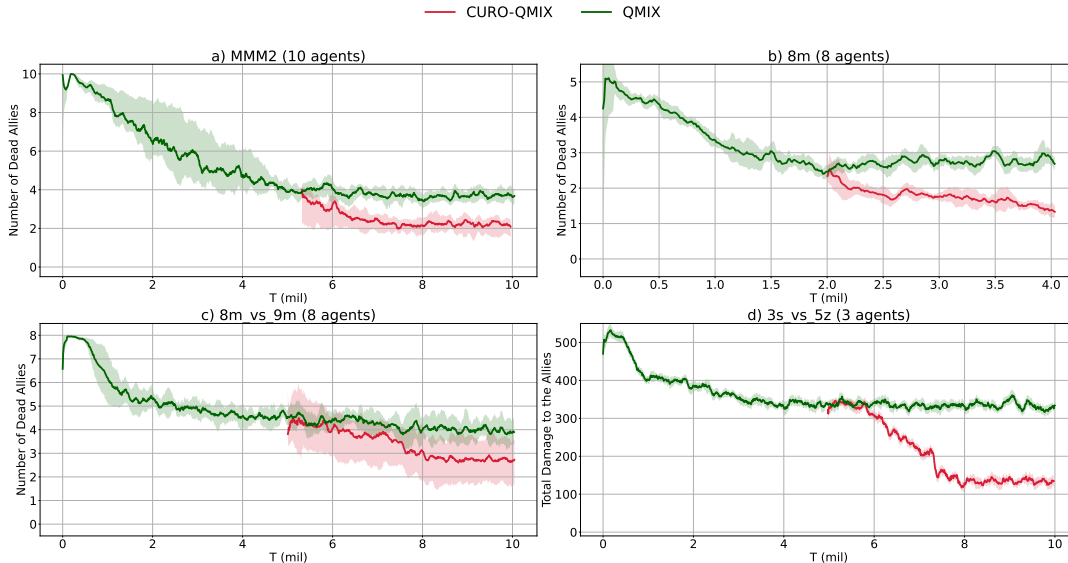 CURO-QMIX QMIX
a) MMM2 (10 agents)
Number of Dead Allies
10
8
6
4
2
0
0 2 4 6 8 10
T (mil)
b) 8m (8 agents)
Number of Dead Allies
5
4
3
2
1
0
0.0 0.5 1.0 1.5 2.0 2.5 3.0 3.5 4.0
T (mil)
c) 8m_vs_9m (8 agents)
Number of Dead Allies
8
7
6
5
4
3
2
1
0
0 2 4 6 8 10
T (mil)
d) 3s_vs_5z (3 agents)
Total Damage to the Allies
500
400
300
200
100
0
0 2 4 6 8 10
T (mil)